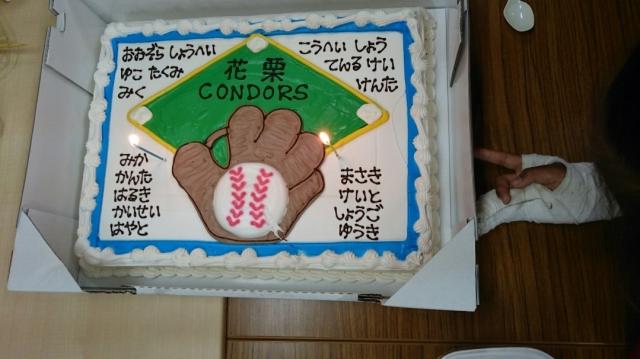 おおぞら しょうへい
ゆこ たくみ
みく
花栗
CONDORS
こうへい しょう
てんる けい
けんた
みか
かんた
はるき
かいせい
はやと
まさき
けいと
しょうご
ゆうき